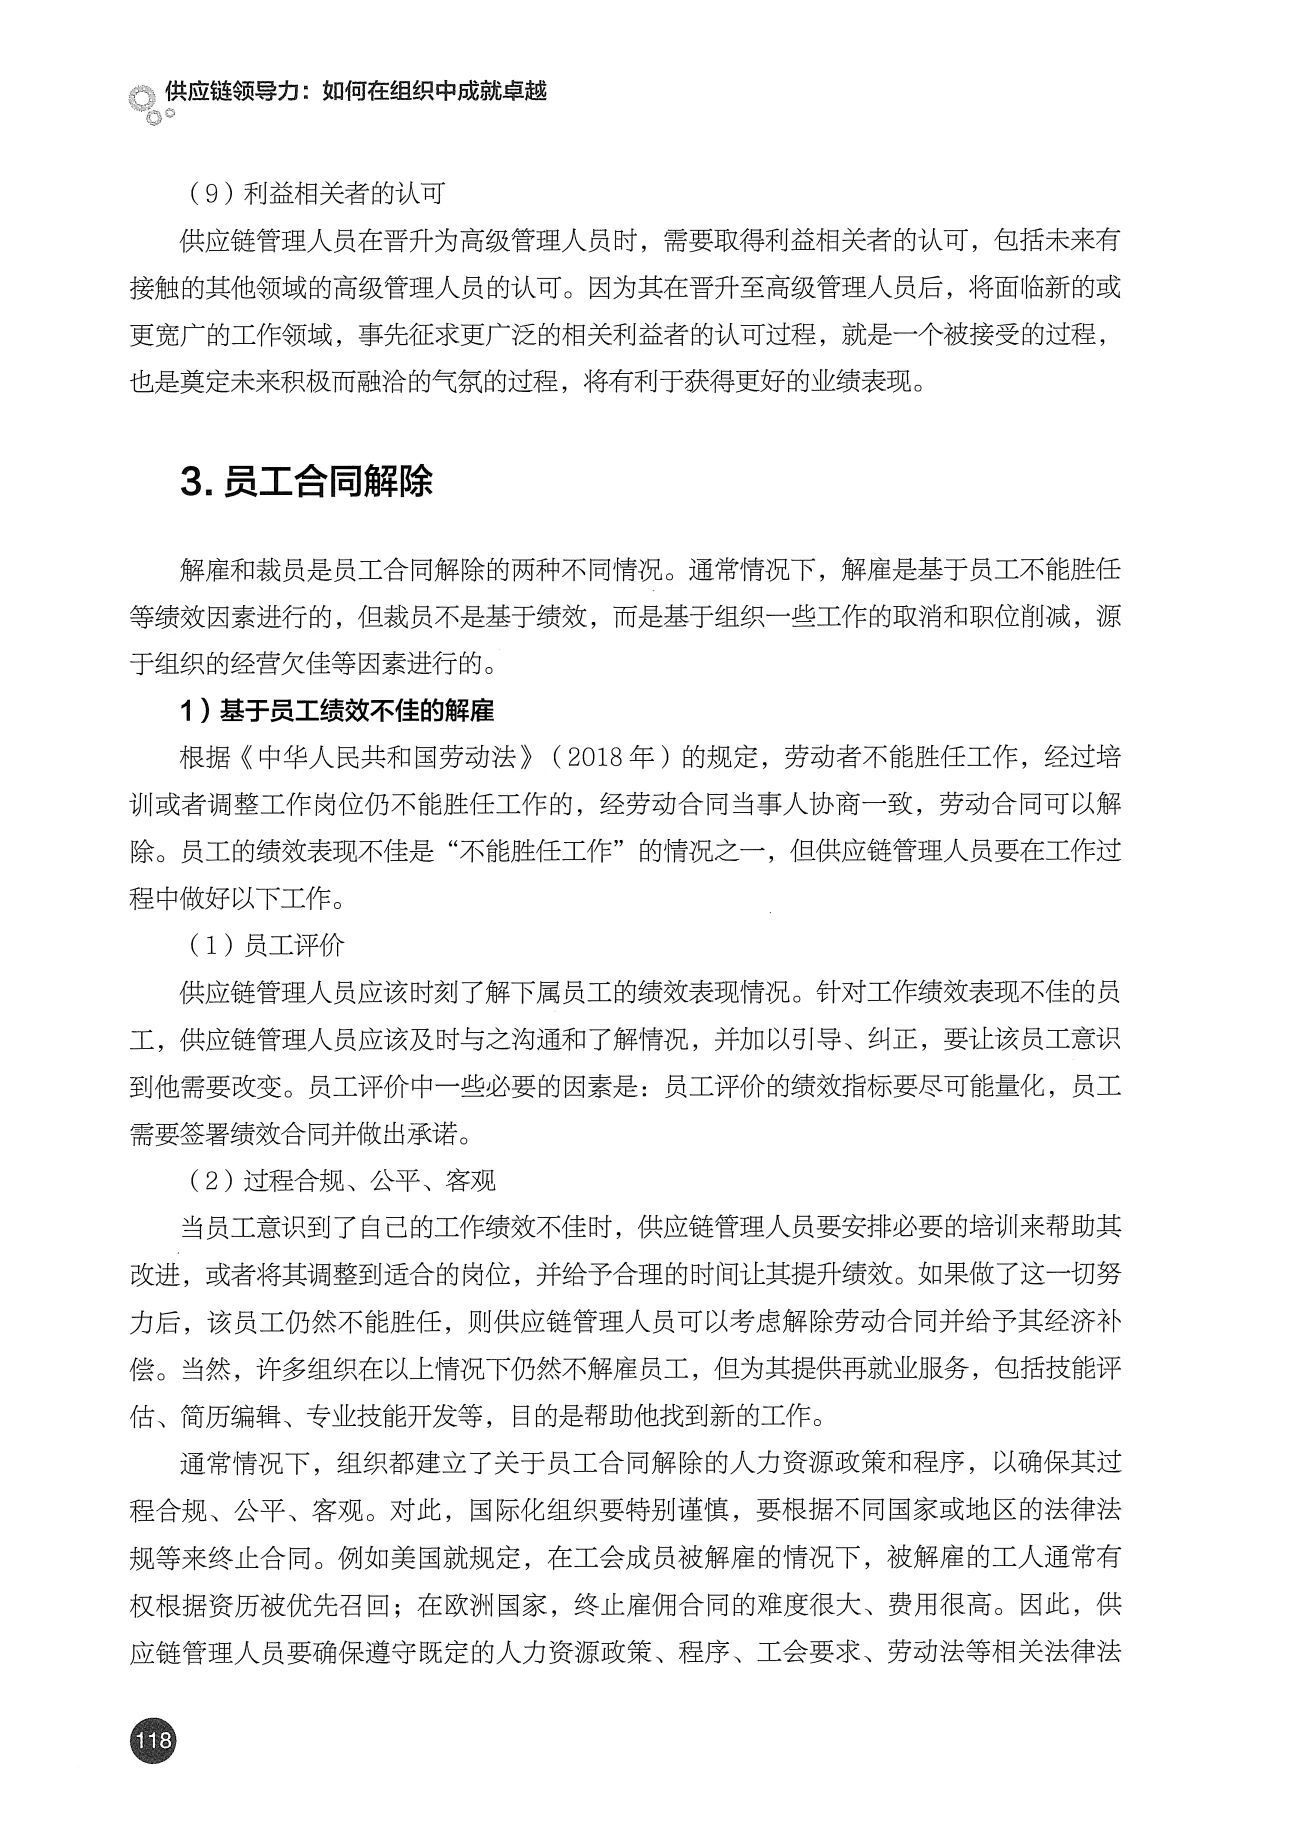 供应链领导力：如何在组织中成就卓越
（9）利益相关者的认可
供应链管理人员在晋升为高级管理人员时，需要取得利益相关者的认可，包括未来有
接触的其他领域的高级管理人员的认可。因为其在晋升至高级管理人员后，将面临新的或
更宽广的工作领域，事先征求更广泛的相关利益者的认可过程，就是一个被接受的过程，
也是奠定未来积极而融洽的气氛的过程，将有利于获得更好的业绩表现。
3. 员工合同解除
解雇和裁员是员工合同解除的两种不同情况。通常情况下，解雇是基于员工不能胜任
等绩效因素进行的，但裁员不是基于绩效，而是基于组织一些工作的取消和职位削减，源
于组织的经营欠佳等因素进行的。
1）基于员工绩效不佳的解雇
根据《中华人民共和国劳动法》（2018 年）的规定，劳动者不能胜任工作，经过培
训或者调整工作岗位仍不能胜任工作的，经劳动合同当事人协商一致，劳动合同可以解
除。员工的绩效表现不佳是“不能胜任工作”的情况之一，但供应链管理人员要在工作过
程中做好以下工作。
（1）员工评价
供应链管理人员应该时刻了解下属员工的绩效表现情况。针对工作绩效表现不佳的员
工，供应链管理人员应该及时与之沟通和了解情况，并加以引导、纠正，要让该员工意识
到他需要改变。员工评价中一些必要的因素是：员工评价的绩效指标要尽可能量化，员工
需要签署绩效合同并做出承诺。
（2）过程合规、公平、客观
当员工意识到了自己的工作绩效不佳时，供应链管理人员要安排必要的培训来帮助其
改进，或者将其调整到适合的岗位，并给予合理的时间让其提升绩效。如果做了这一切努
力后，该员工仍然不能胜任，则供应链管理人员可以考虑解除劳动合同并给予其经济补
偿。当然，许多组织在以上情况下仍然不解雇员工，但为其提供再就业服务，包括技能评
估、简历编辑、专业技能开发等，目的是帮助他找到新的工作。
通常情况下，组织都建立了关于员工合同解除的人力资源政策和程序，以确保其过
程合规、公平、客观。对此，国际化组织要特别谨慎，要根据不同国家或地区的法律法
规等来终止合同。例如美国就规定，在工会成员被解雇的情况下，被解雇的工人通常有
权根据资历被优先召回；在欧洲国家，终止雇佣合同的难度很大、费用很高。因此，供
应链管理人员要确保遵守既定的人力资源政策、程序、工会要求、劳动法等相关法律法
118